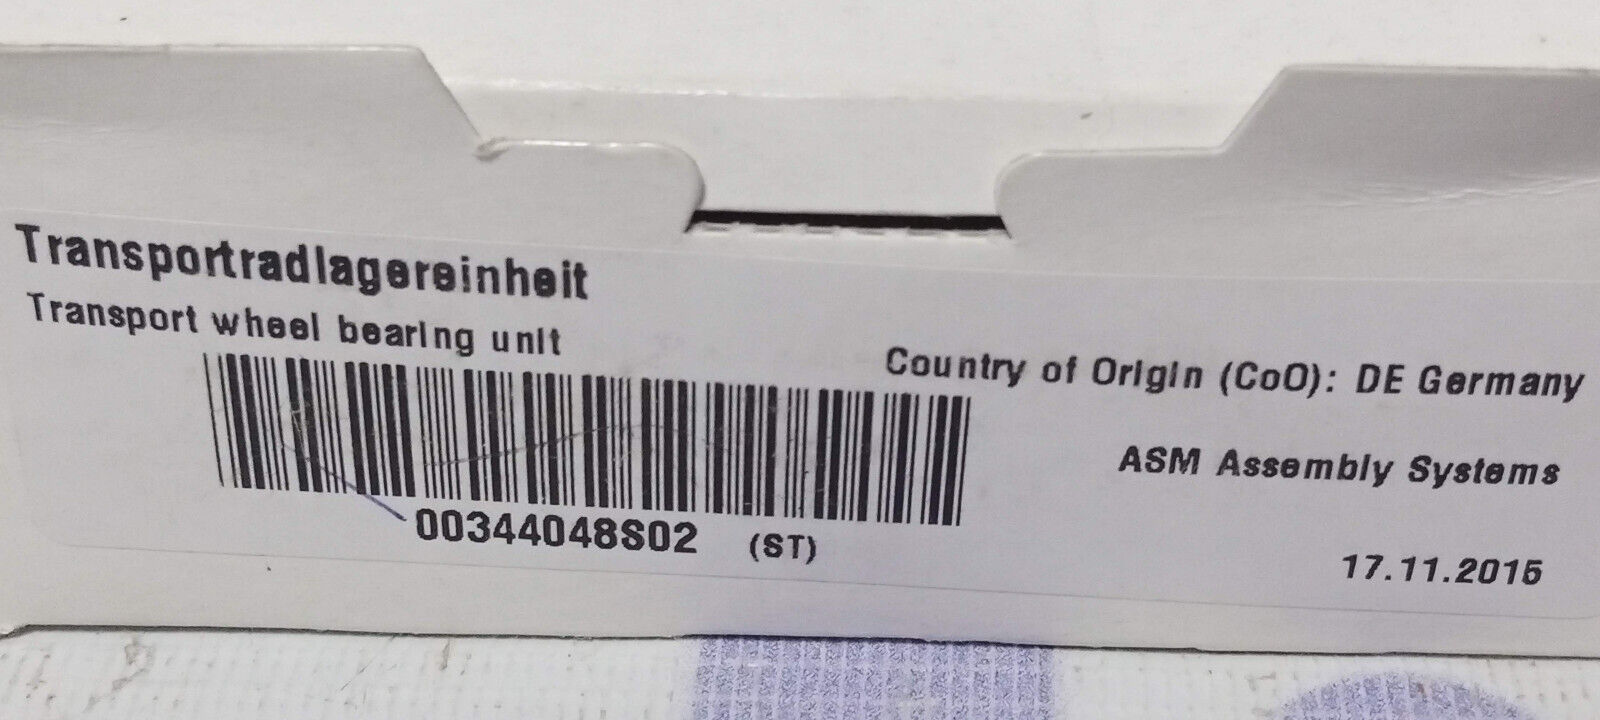 Transportradlagereinheit
Transport wheel bearing unit
Country of Origin (CoO): DE Germany
ASM Assembly Systems
00344048S02 (ST)
17.11.2015